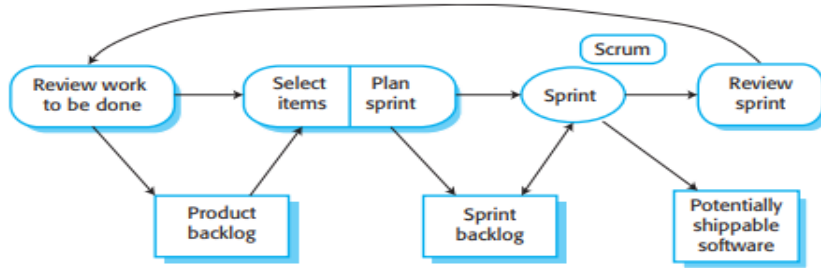 Scrum
Review work
to be done
Select
items
Plan
sprint
Sprint
Review
sprint
Product
backlog
Sprint
backlog
Potentially
shippable
software